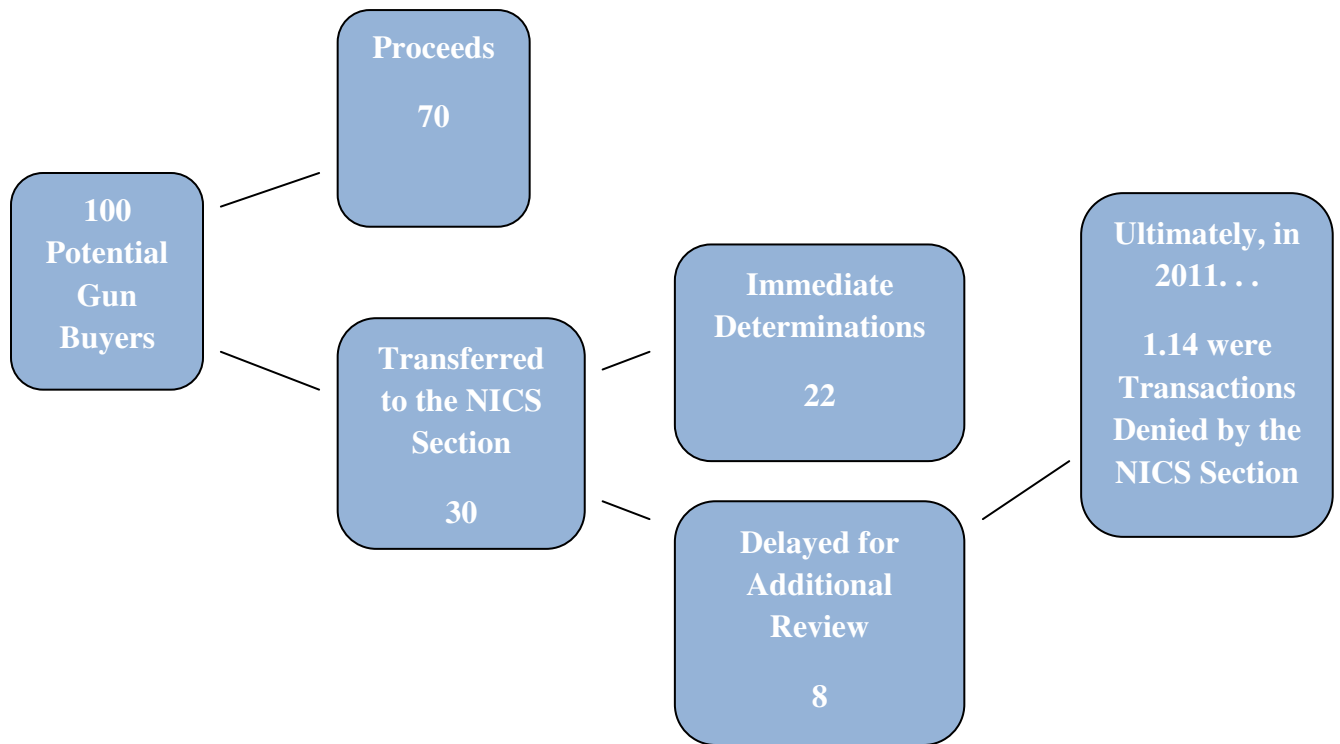 100
Potential
Gun
Buyers
Proceeds
70
Transferred
to the NICS
Section
30
Immediate
Determinations
22
Delayed for
Additional
Review
8
Ultimately, in
2011. . .
1.14 were
Transactions
Denied by the
NICS Section